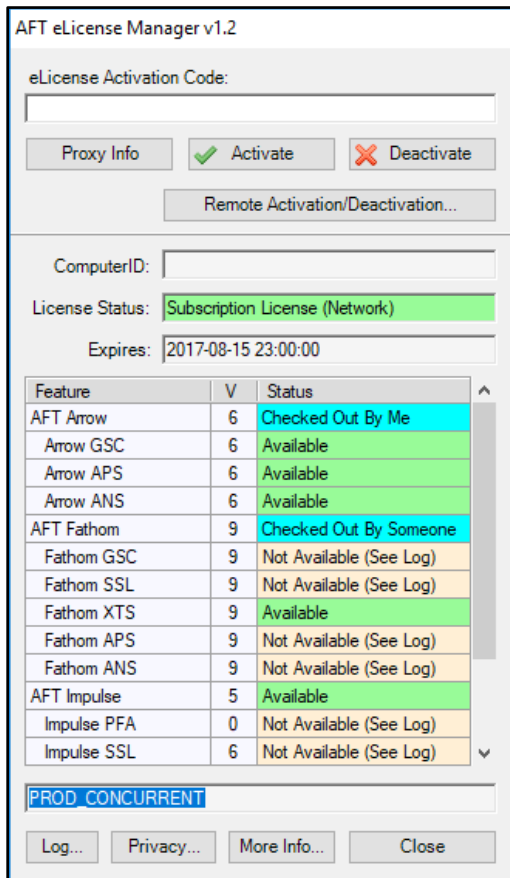 AFT eLicense Manager v1.2
eLicense Activation Code:
Proxy Info Activate Deactivate
Remote Activation/Deactivation...
ComputerID:
License Status: Subscription License (Network)
Expires: 2017-08-15 23:00:00
Feature V Status
AFT Arrow 6 Checked Out By Me
Arrow GSC 6 Available
Arrow APS 6 Available
Arrow ANS 6 Available
AFT Fathom 9 Checked Out By Someone
Fathom GSC 9 Not Available (See Log)
Fathom SSL 9 Not Available (See Log)
Fathom XTS 9 Available
Fathom APS 9 Not Available (See Log)
Fathom ANS 9 Not Available (See Log)
AFT Impulse 5 Available
Impulse PFA 0 Not Available (See Log)
Impulse SSL 6 Not Available (See Log)
PROD_CONCURRENT
Log... Privacy... More Info... Close